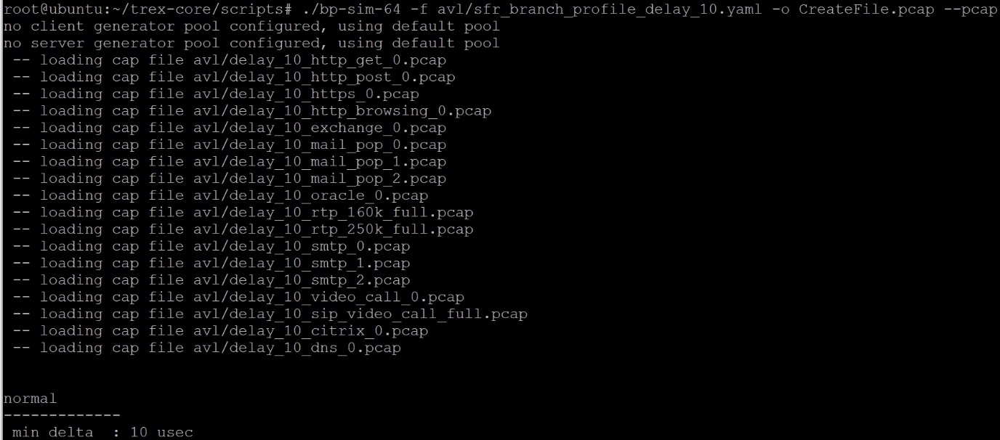 root@ubuntu:~/trex-core/scripts# ./bp-sim-64 -f avl/sfr_branch_profile_delay_10.yaml -o CreateFile.pcap --pcap
no client generator pool configured, using default pool
no server generator pool configured, using default pool
 -- loading cap file avl/delay_10_http_get_0.pcap
 -- loading cap file avl/delay_10_http_post_0.pcap
 -- loading cap file avl/delay_10_https_0.pcap
 -- loading cap file avl/delay_10_http_browsing_0.pcap
 -- loading cap file avl/delay_10_exchange_0.pcap
 -- loading cap file avl/delay_10_mail_pop_0.pcap
 -- loading cap file avl/delay_10_mail_pop_1.pcap
 -- loading cap file avl/delay_10_mail_pop_2.pcap
 -- loading cap file avl/delay_10_oracle_0.pcap
 -- loading cap file avl/delay_10_rtp_160k_full.pcap
 -- loading cap file avl/delay_10_rtp_250k_full.pcap
 -- loading cap file avl/delay_10_smtp_0.pcap
 -- loading cap file avl/delay_10_smtp_1.pcap
 -- loading cap file avl/delay_10_smtp_2.pcap
 -- loading cap file avl/delay_10_video_call_0.pcap
 -- loading cap file avl/delay_10_sip_video_call_full.pcap
 -- loading cap file avl/delay_10_citrix_0.pcap
 -- loading cap file avl/delay_10_dns_0.pcap
normal
-------------
 min delta  : 10 usec